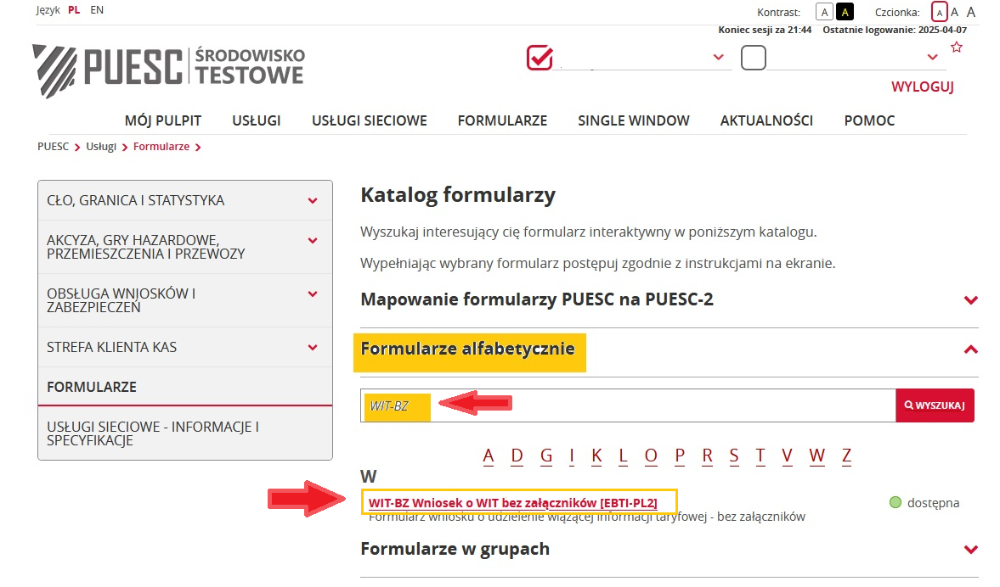 Język PL EN
Kontrast: A A Czcionka: A A A
Koniec sesji za 21:44 Ostatnie logowanie: 2025-04-07
PUESC ŚRODOWISKO
TESTOWE
WYLOGUJ
MÓJ PULPIT USŁUGI USŁUGI SIECIOWE FORMULARZE SINGLE WINDOW AKTUALNOŚCI POMOC
PUESC Usługi Formularze
CŁO, GRANICA I STATYSTYKA
AKCYZA, GRY HAZARDOWE,
PRZEMIESZCZENIA I PRZEWOZY
OBSŁUGA WNIOSKÓW I
ZABEZPIECZEŃ
STREFA KLIENTA KAS
FORMULARZE
USŁUGI SIECIOWE - INFORMACJE I
SPECYFIKACJE
Katalog formularzy
Wyszukaj interesujący cię formularz interaktywny w poniższym katalogu.
Wypełniając wybrany formularz postępuj zgodnie z instrukcjami na ekranie.
Mapowanie formularzy PUESC na PUESC-2
Formularze alfabetycznie
WIT-BZ
WYSZUKAJ
A D G I K L O P R S T V W Z
W
WIT-BZ Wniosek o WIT bez załączników [EBTI-PL2]
dostępna
Formularz wniosku o udzielenie wiążącej informacji taryfowej - bez załączników
Formularze w grupach